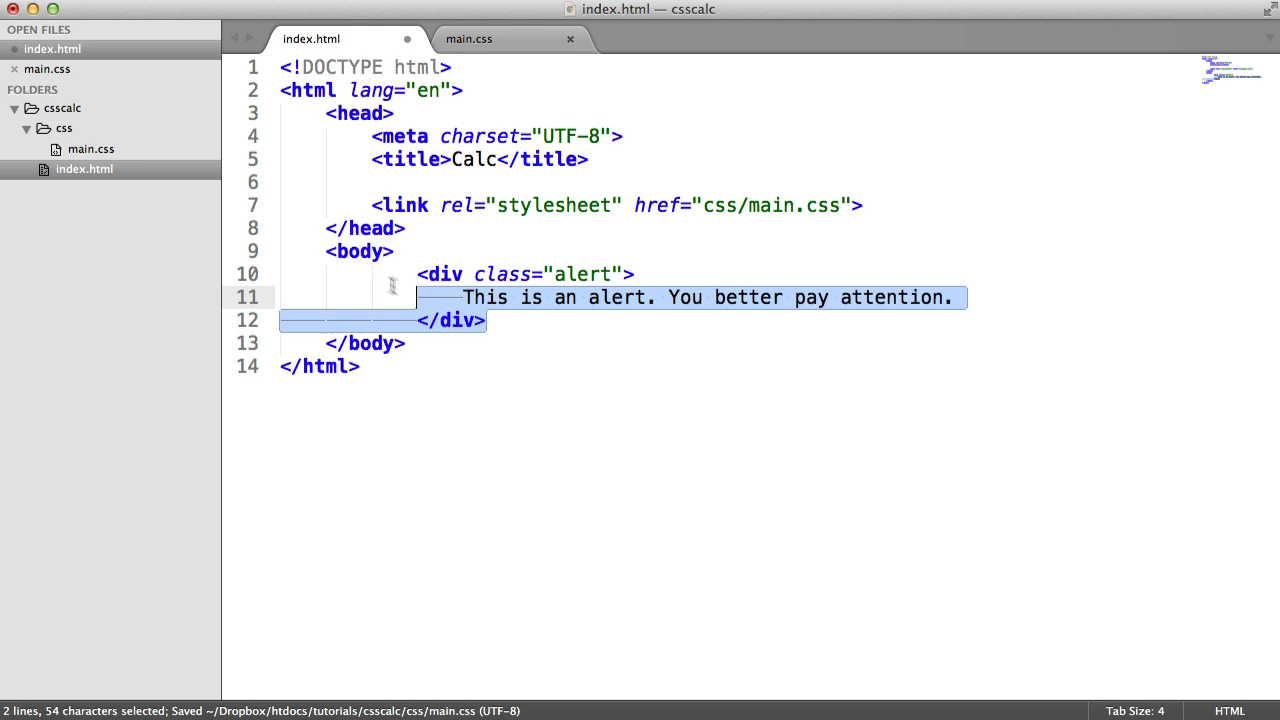 index.html — csscalc
OPEN FILES
index.html
main.css
FOLDERS
csscalc
css
main.css
index.html
index.html
main.css
1 <!DOCTYPE html>
2 <html lang="en">
3 <head>
4 <meta charset="UTF-8">
5 <title>Calc</title>
6
7 <link rel="stylesheet" href="css/main.css">
8 </head>
9 <body>
10 <div class="alert">
11 This is an alert. You better pay attention.
12 </div>
13 </body>
14 </html>
2 lines, 54 characters selected; Saved ~/Dropbox/htdocs/tutorials/csscalc/css/main.css (UTF-8)
Tab Size: 4
HTML